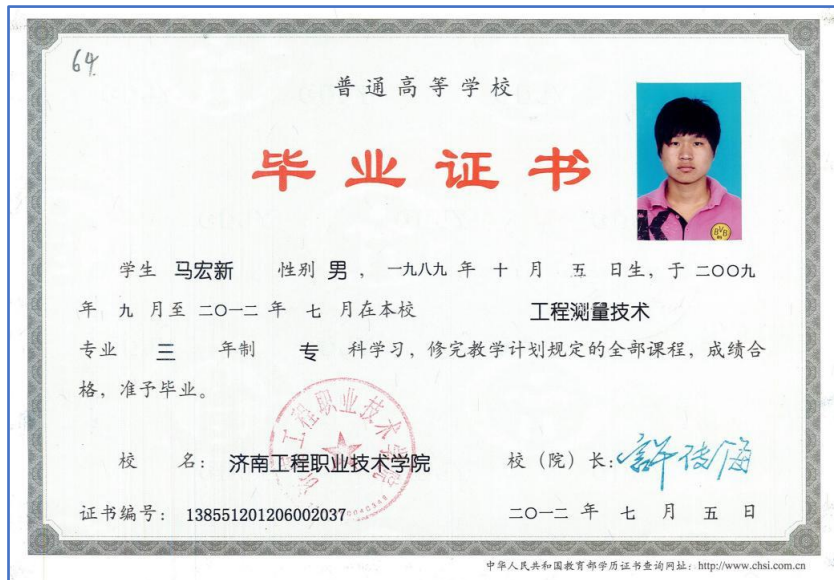 64
普通高等学校
毕业证书
学生 马宏新 性别 男 ，一九八九 年 十 月 五 日生，于 二〇〇九
年 九 月至 二〇一二 年 七 月在本校 工程测量技术
专业 三 年制 专 科学习，修完教学计划规定的全部课程，成绩合
格，准予毕业。
校 名： 济南工程职业技术学院 校（院）长：
证书编号： 138551201206002037 二〇一二 年 七 月 五 日
中华人民共和国教育部学历证书查询网址：http://www.chsi.com.cn
BVB